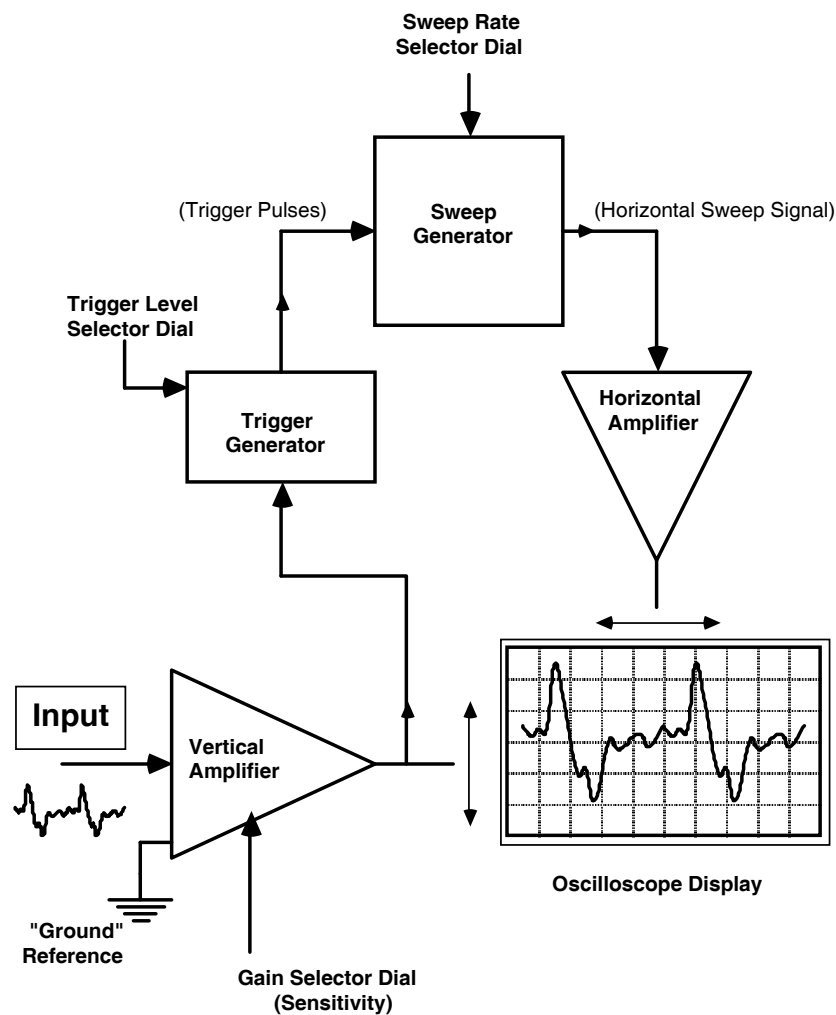 Sweep Rate
Selector Dial
(Trigger Pulses)
Sweep
Generator
(Horizontal Sweep Signal)
Trigger Level
Selector Dial
Trigger
Generator
Horizontal
Amplifier
Input
Vertical
Amplifier
Oscilloscope Display
"Ground"
Reference
Gain Selector Dial
(Sensitivity)